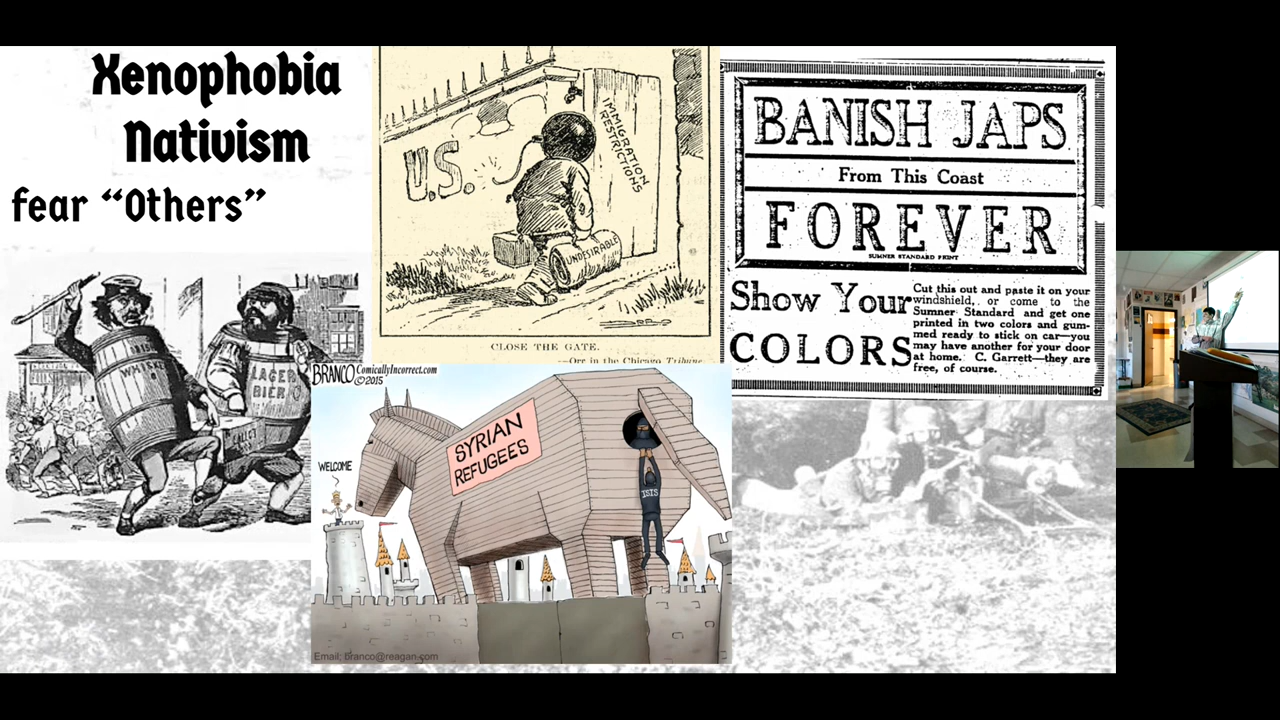 Xenophobia
Nativism
fear “Others”
U.S.
IMMIGRATION
RESTRICTIONS
UNDESIRABLE
CLOSE THE GATE.
—Orr in the Chicago Tribune.
BANISH JAPS
From This Coast
FOREVER
SUMNER STANDARD PRINT
Show Your
COLORS
Cut this out and paste it on your
windshield, or come to the
Sumner Standard and get one
printed in two colors and gum-
med ready to stick on car—you
may have another for your door
at home. C. Garrett—they are
free, of course.
WHISKEY
LAGER
BIER
BRANCO ComicallyIncorrect.com
©2015
WELCOME
SYRIAN
REFUGEES
ISIS
Email: branco@reagan.com